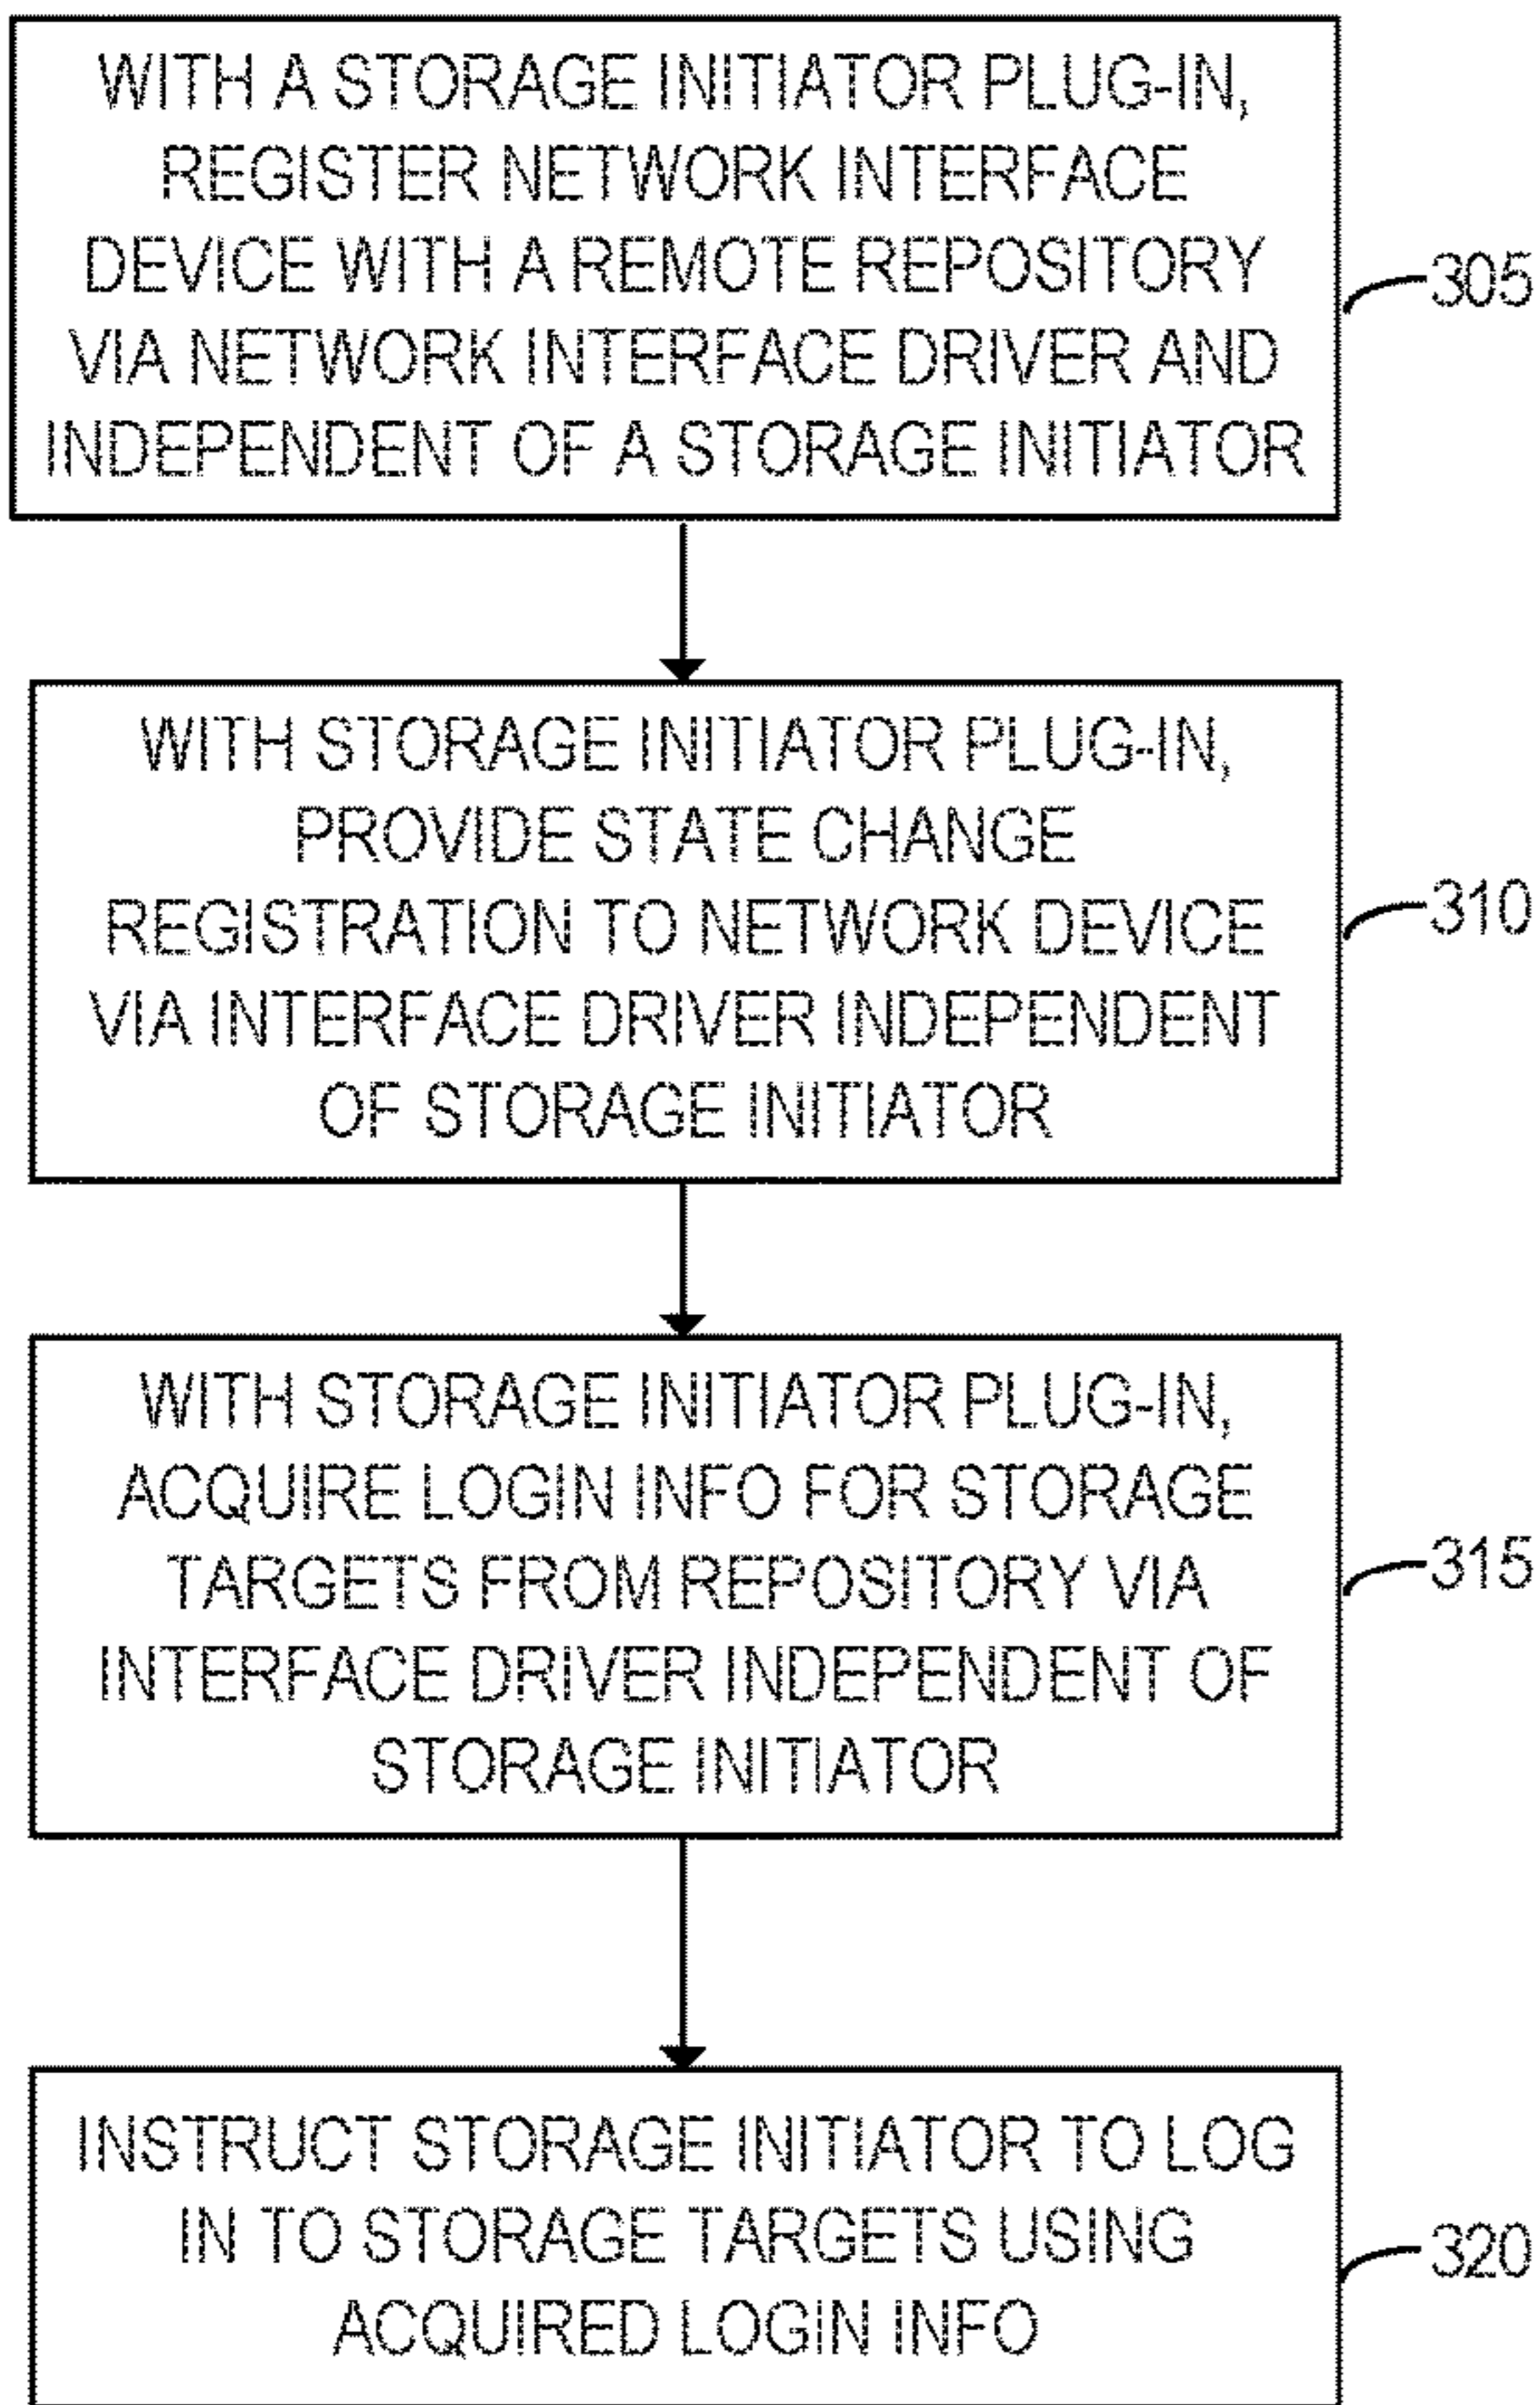 WITH A STORAGE INITIATOR PLUG-IN,
REGISTER NETWORK INTERFACE
DEVICE WITH A REMOTE REPOSITORY
VIA NETWORK INTERFACE DRIVER AND
INDEPENDENT OF A STORAGE INITIATOR
305
WITH STORAGE INITIATOR PLUG-IN,
PROVIDE STATE CHANGE
REGISTRATION TO NETWORK DEVICE
VIA INTERFACE DRIVER INDEPENDENT
OF STORAGE INITIATOR
310
WITH STORAGE INITIATOR PLUG-IN,
ACQUIRE LOGIN INFO FOR STORAGE
TARGETS FROM REPOSITORY VIA
INTERFACE DRIVER INDEPENDENT OF
STORAGE INITIATOR
315
INSTRUCT STORAGE INITIATOR TO LOG
IN TO STORAGE TARGETS USING
ACQUIRED LOGIN INFO
320